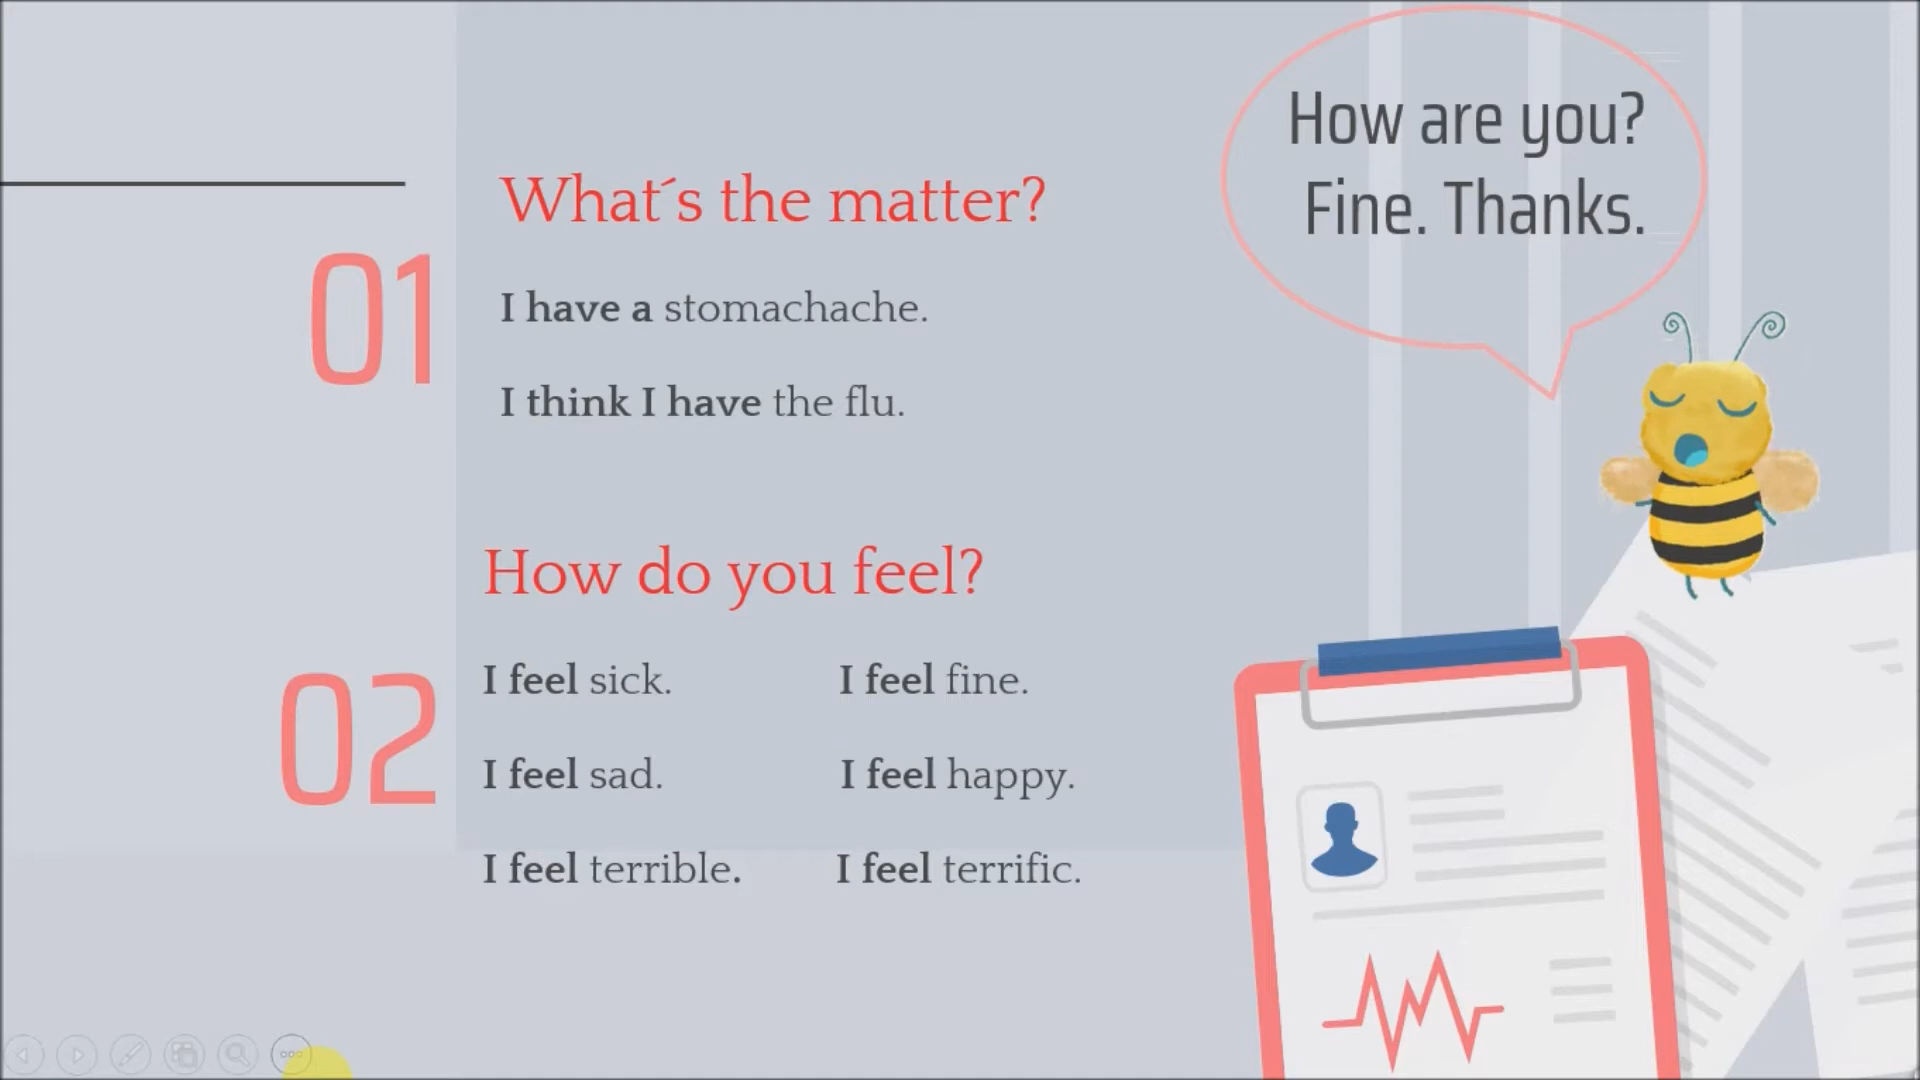 How are you?
Fine. Thanks.
01
What´s the matter?
I have a stomachache.
I think I have the flu.
02
How do you feel?
I feel sick.
I feel fine.
I feel sad.
I feel happy.
I feel terrible.
I feel terrific.